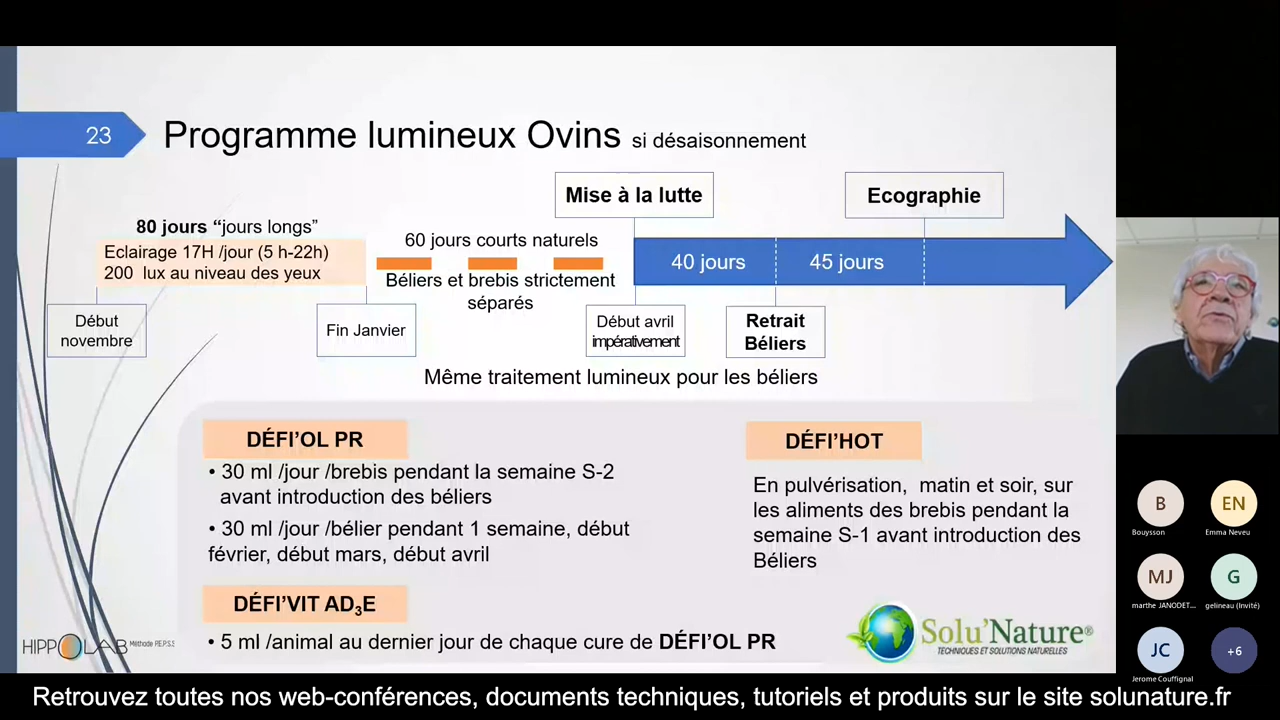 23
Programme lumineux Ovins si désaisonnement
Mise à la lutte
Ecographie
80 jours “jours longs”
Eclairage 17H /jour (5 h-22h)
200 lux au niveau des yeux
60 jours courts naturels
Béliers et brebis strictement
séparés
40 jours
45 jours
Début
novembre
Fin Janvier
Début avril
impérativement
Retrait
Béliers
Même traitement lumineux pour les béliers
DÉFI’OL PR
• 30 ml /jour /brebis pendant la semaine S-2
avant introduction des béliers
• 30 ml /jour /bélier pendant 1 semaine, début
février, début mars, début avril
DÉFI’VIT AD₃E
• 5 ml /animal au dernier jour de chaque cure de DÉFI’OL PR
DÉFI’HOT
En pulvérisation, matin et soir, sur
les aliments des brebis pendant la
semaine S-1 avant introduction des
Béliers
HIPPOLAB Méthode P.E.P.S.S
Solu’Nature®
TECHNIQUES ET SOLUTIONS NATURELLES
B
Bouysson
EN
Emma Neveu
MJ
marthe JANODET...
G
gelineau (Invité)
JC
Jerome Couffignal
+6
Retrouvez toutes nos web-conférences, documents techniques, tutoriels et produits sur le site solunature.fr